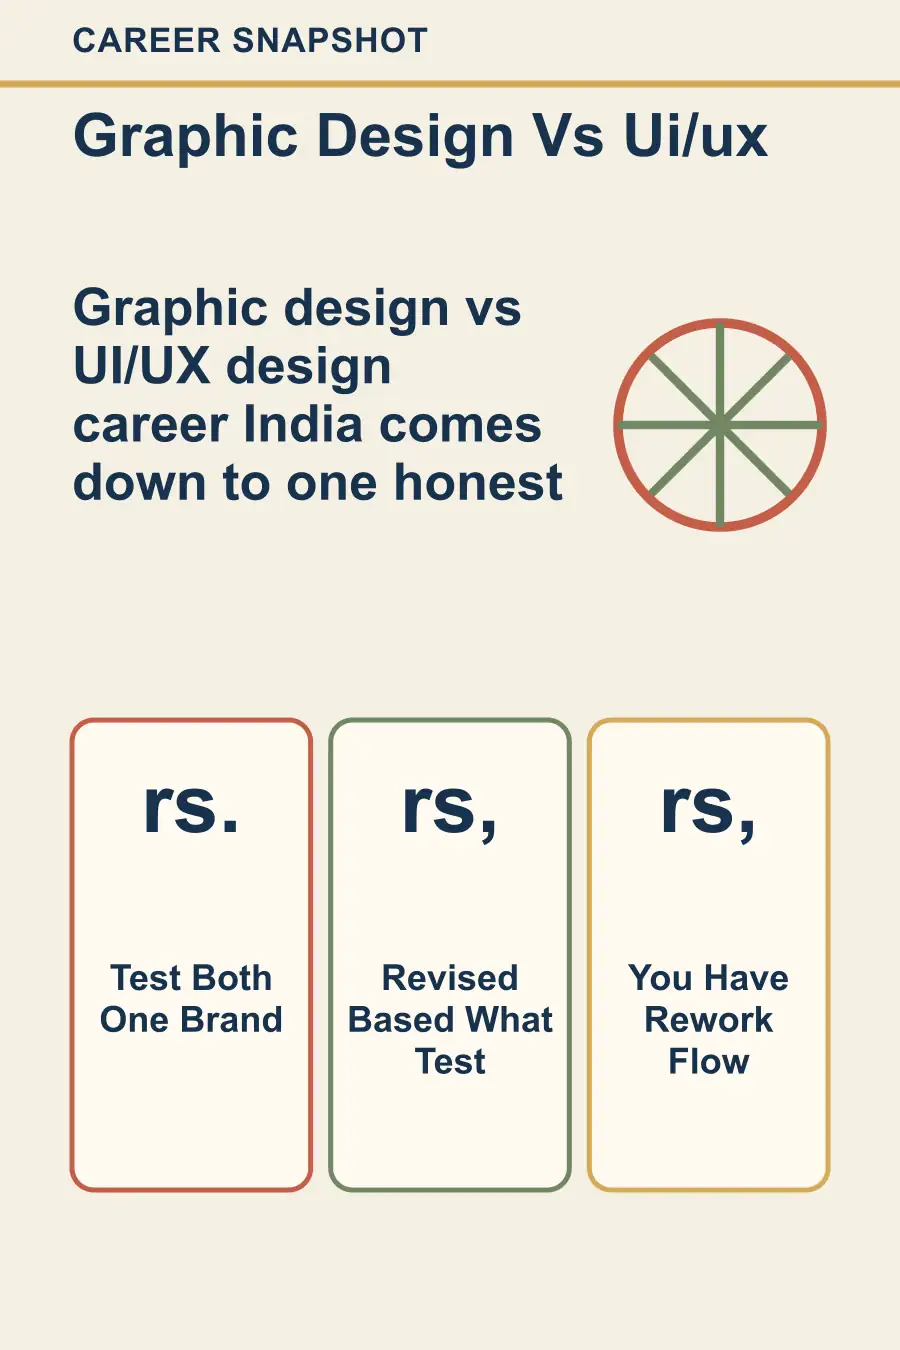 CAREER SNAPSHOT
Graphic Design Vs Ui/ux
Graphic design vs
UI/UX design
career India comes
down to one honest
rs.
Test Both
One Brand
rs,
Revised
Based What
Test
rs,
You Have
Rework
Flow